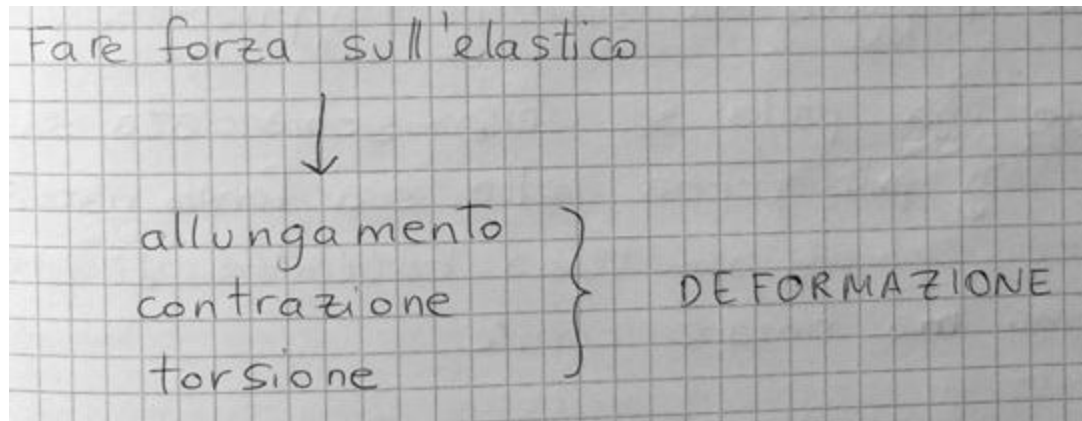 Fare forza sull'elastico
allungamento
contrazione
torsione
DEFORMAZIONE